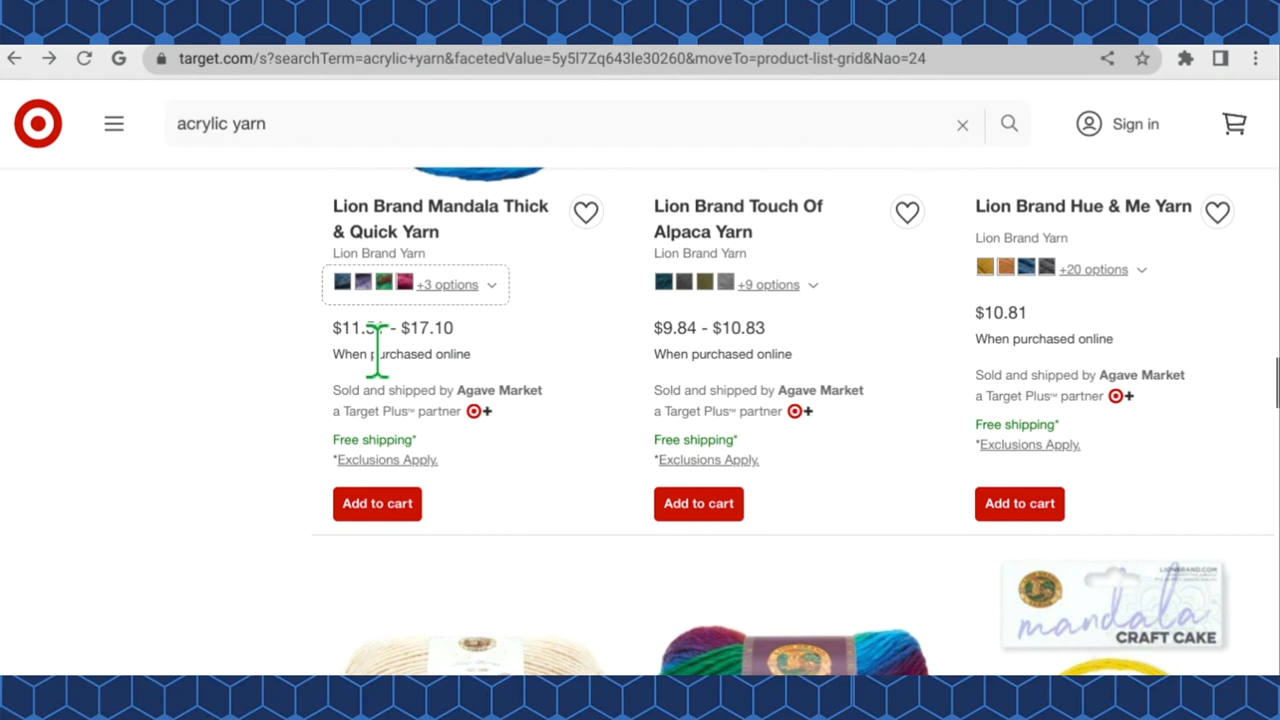 target.com/s?searchTerm=acrylic+yarn&facetedValue=5y5l7Zq643le30260&moveTo=product-list-grid&Nao=24
acrylic yarn
Sign in
Lion Brand Mandala Thick
& Quick Yarn
Lion Brand Yarn
+3 options
- $17.10
When purchased online
Sold and shipped by Agave Market
a Target Plus™ partner
Free shipping*
*Exclusions Apply.
Add to cart
Lion Brand Touch Of
Alpaca Yarn
Lion Brand Yarn
+9 options
$9.84 - $10.83
When purchased online
Sold and shipped by Agave Market
a Target Plus™ partner
Free shipping*
*Exclusions Apply.
Add to cart
Lion Brand Hue & Me Yarn
Lion Brand Yarn
+20 options
$10.81
When purchased online
Sold and shipped by Agave Market
a Target Plus™ partner
Free shipping*
*Exclusions Apply.
Add to cart
LIONBRAND.COM
mandala
CRAFT CAKE